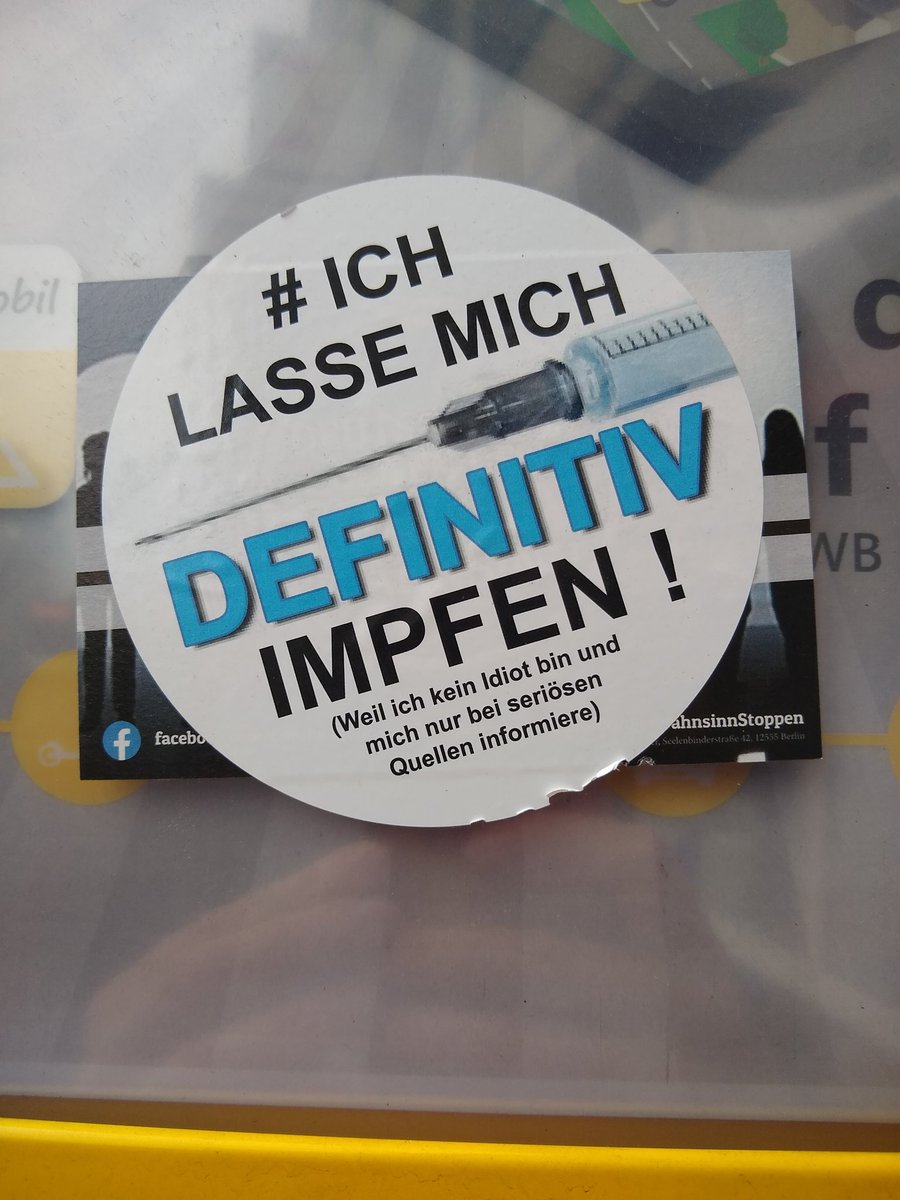 # ICH
LASSE MICH
DEFINITIV
IMPFEN !
(Weil ich kein Idiot bin und
mich nur bei seriösen
Quellen informiere)
obil
f
WB
f
facebo
ahnsinnStoppen
Seelenbinderstraße 42, 12555 Berlin